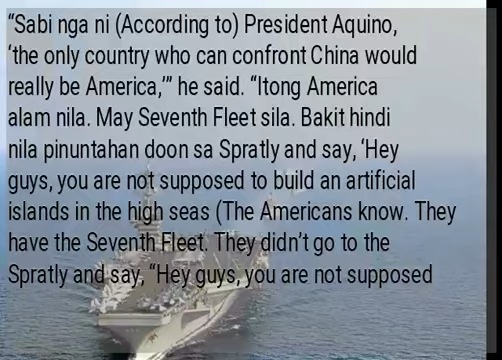 “Sabi nga ni (According to) President Aquino,
‘the only country who can confront China would
really be America,’” he said. “Itong America
alam nila. May Seventh Fleet sila. Bakit hindi
nila pinuntahan doon sa Spratly and say, ‘Hey
guys, you are not supposed to build an artificial
islands in the high seas (The Americans know. They
have the Seventh Fleet. They didn’t go to the
Spratly and say, “Hey guys, you are not supposed